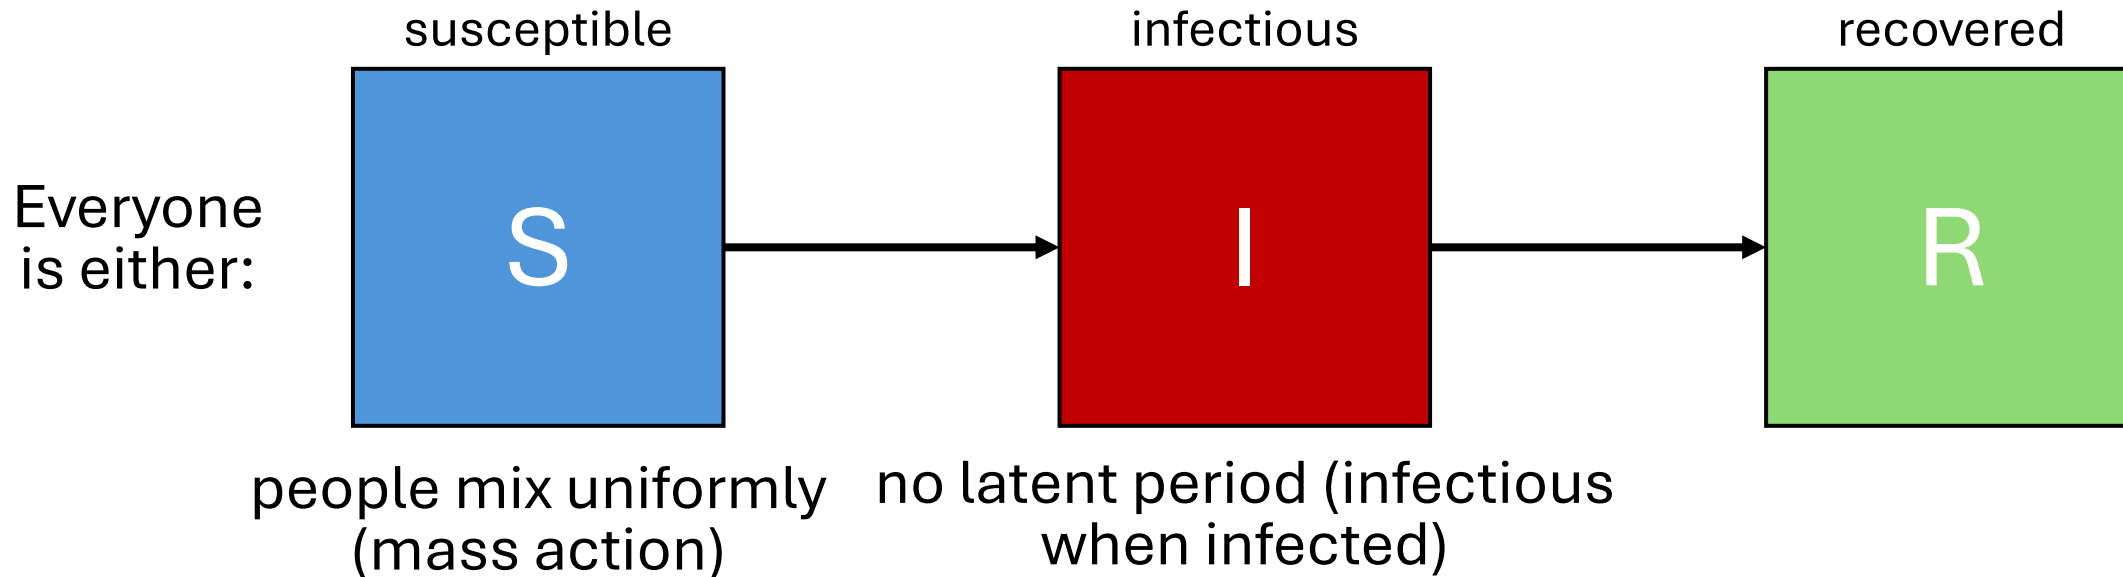 susceptible
infectious
recovered
Everyone
is either:
S
I
R
people mix uniformly
(mass action)
no latent period (infectious
when infected)